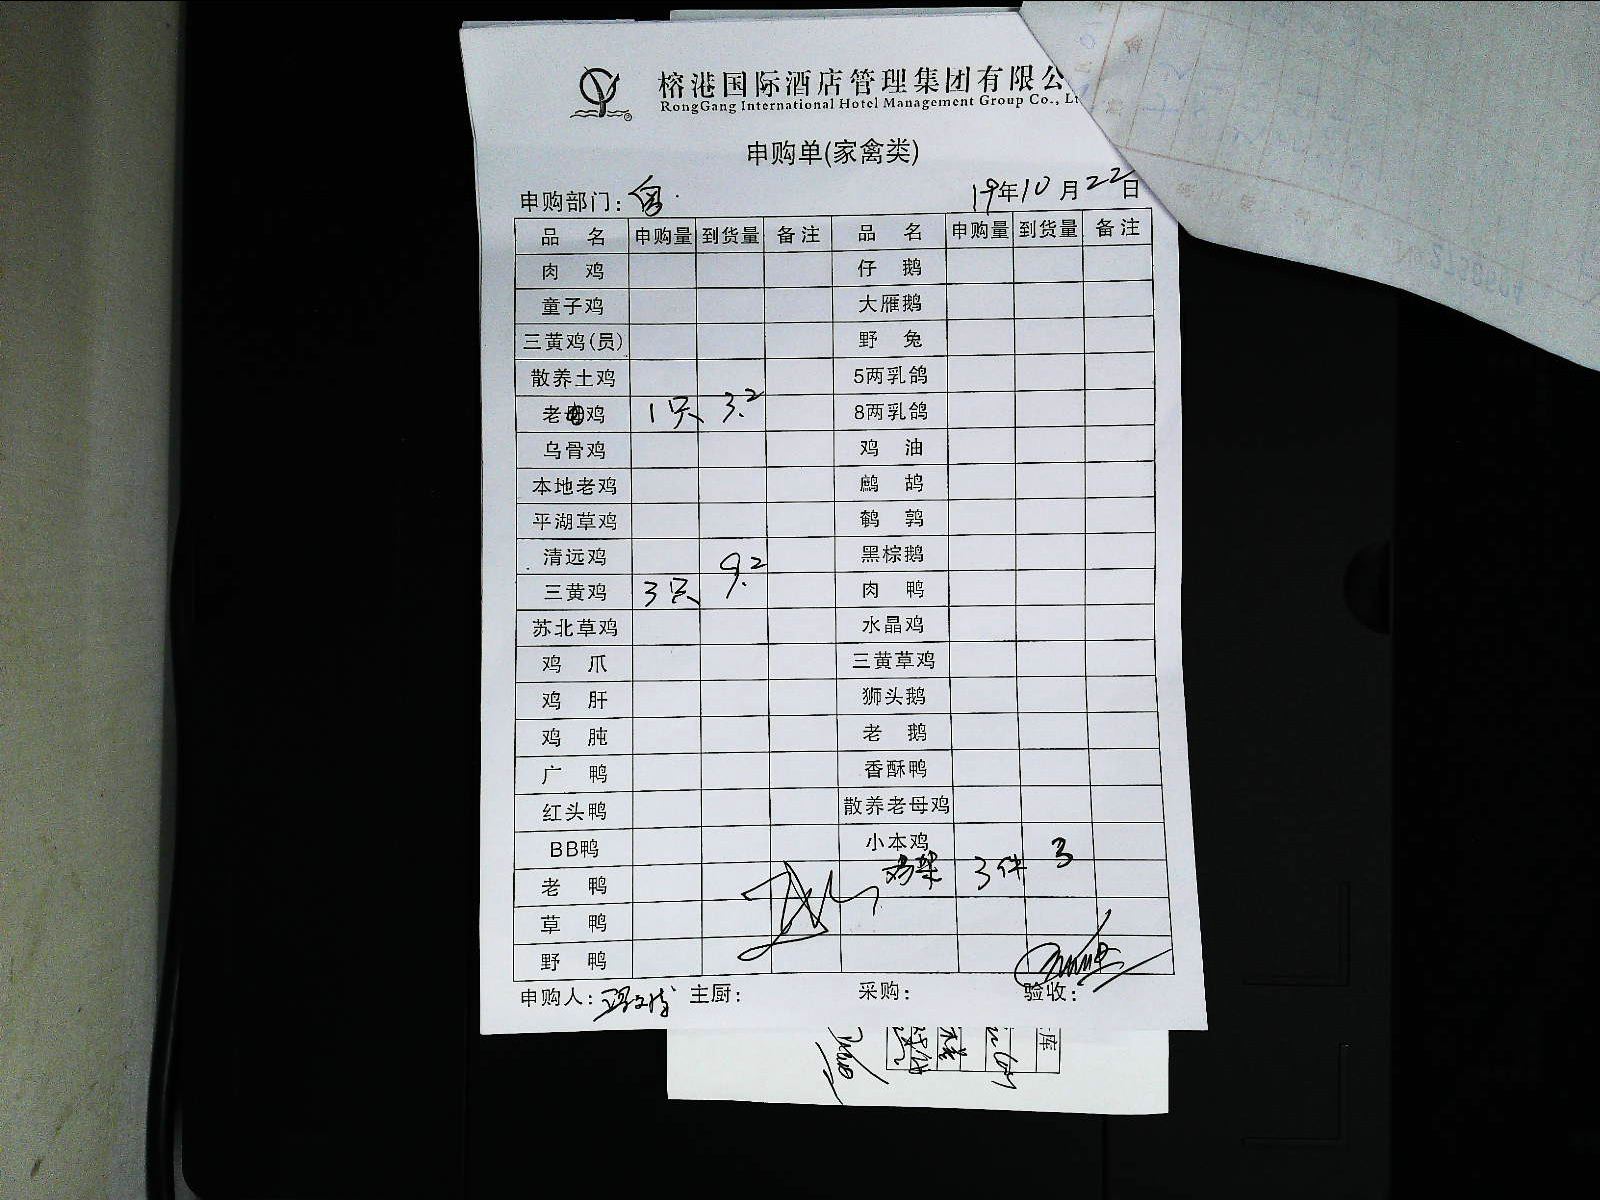 榕港国际酒店管理集团有限公
RongGang International Hotel Management Group Co., Lt
申购单(家禽类)
申购部门: 粤 19年10月22日
品 名 申购量 到货量 备注 品 名 申购量 到货量 备注
肉 鸡 仔 鹅
童子鸡 大雁鹅
三黄鸡(员) 野 兔
散养土鸡 5两乳鸽
老母鸡 1只 3.2 8两乳鸽
乌骨鸡 鸡 油
本地老鸡 鹧 鸪
平湖草鸡 鹌 鹑
清远鸡 黑棕鹅
三黄鸡 3只 9.2 肉 鸭
苏北草鸡 水晶鸡
鸡 爪 三黄草鸡
鸡 肝 狮头鹅
鸡 肫 老 鹅
广 鸭 香酥鸭
红头鸭 散养老母鸡
BB鸭 小本鸡
老 鸭 鸡架 3件 3
草 鸭
野 鸭
申购人: 主厨: 采购: 验收:
库